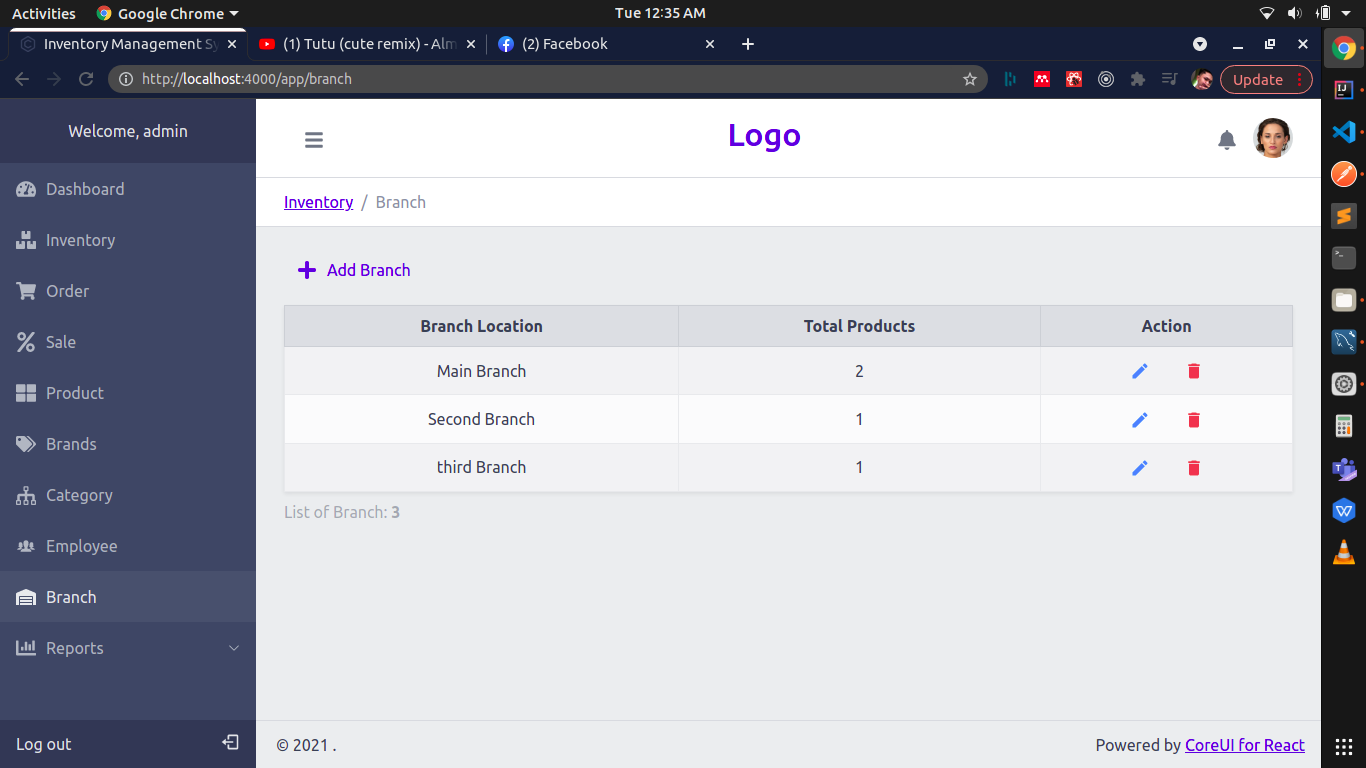 Activities
Google Chrome
Tue 12:35 AM
Inventory Management Sy
(1) Tutu (cute remix) - Alm
(2) Facebook
http://localhost:4000/app/branch
Update
Welcome, admin
Logo
Dashboard
Inventory
Order
Sale
Product
Brands
Category
Employee
Branch
Reports
Log out
Inventory / Branch
Add Branch
Branch Location Total Products Action
Main Branch 2
Second Branch 1
third Branch 1
List of Branch: 3
© 2021 .
Powered by CoreUI for React